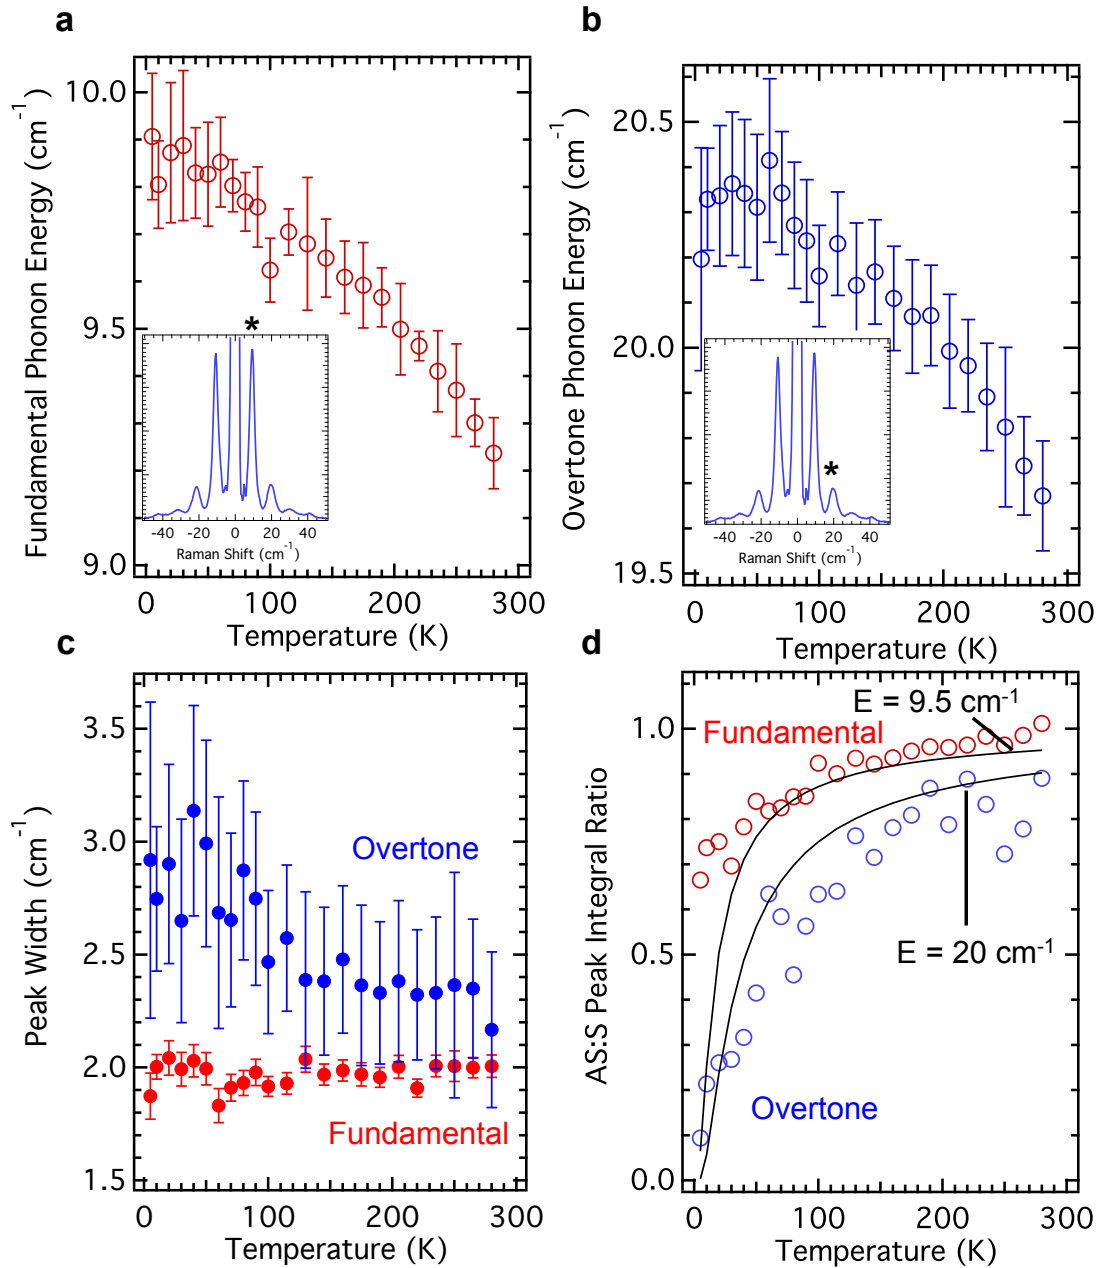 a
Fundamental Phonon Energy (cm-1)
10.0
9.5
9.0
0 100 200 300
Temperature (K)
*
-40 -20 0 20 40
Raman Shift (cm-1)
b
Overtone Phonon Energy (cm-1)
20.5
20.0
19.5
0 100 200 300
Temperature (K)
*
-40 -20 0 20 40
Raman Shift (cm-1)
c
Peak Width (cm-1)
3.5
3.0
2.5
2.0
1.5
Overtone
Fundamental
0 100 200 300
Temperature (K)
d
AS:S Peak Integral Ratio
1.0
0.5
0.0
E = 9.5 cm-1
Fundamental
E = 20 cm-1
Overtone
0 100 200 300
Temperature (K)